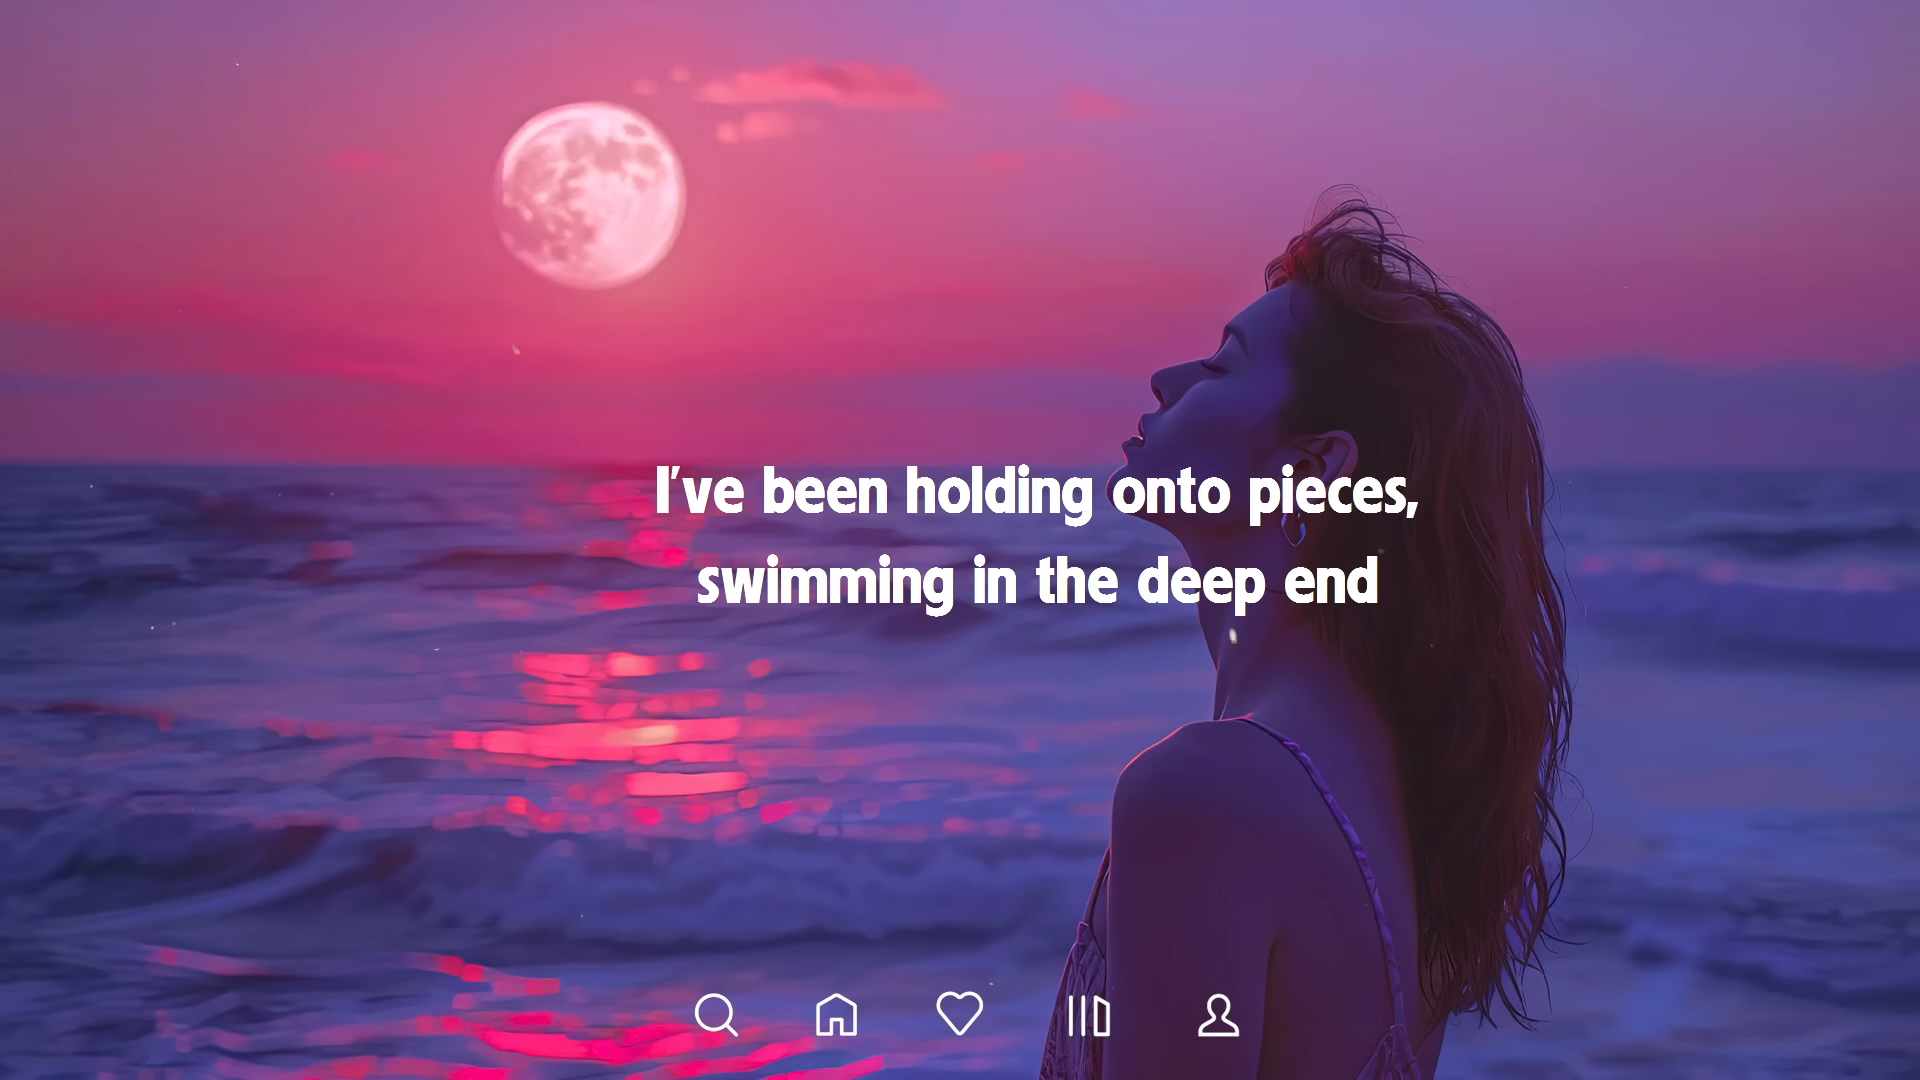 I've been holding onto pieces,
swimming in the deep end